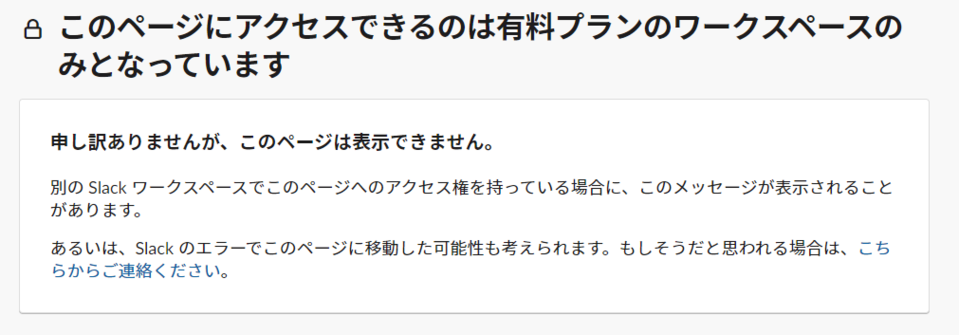 このページにアクセスできるのは有料プランのワークスペースの
みとなっています
申し訳ありませんが、このページは表示できません。
別の Slack ワークスペースでこのページへのアクセス権を持っている場合に、このメッセージが表示されること
があります。
あるいは、Slack のエラーでこのページに移動した可能性も考えられます。もしそうだと思われる場合は、こち
らからご連絡ください。